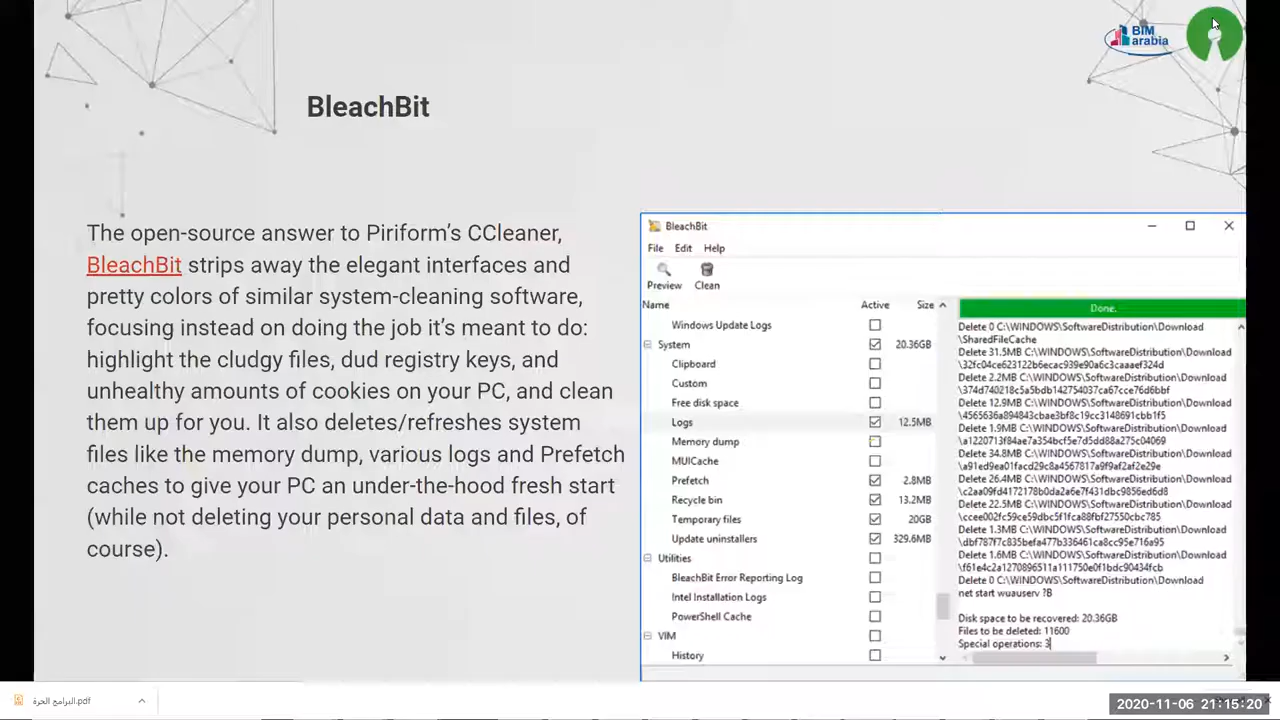 BIM
arabia
BleachBit
The open-source answer to Piriform’s CCleaner,
BleachBit strips away the elegant interfaces and
pretty colors of similar system-cleaning software,
focusing instead on doing the job it’s meant to do:
highlight the cludgy files, dud registry keys, and
unhealthy amounts of cookies on your PC, and clean
them up for you. It also deletes/refreshes system
files like the memory dump, various logs and Prefetch
caches to give your PC an under-the-hood fresh start
(while not deleting your personal data and files, of
course).
BleachBit
File Edit Help
Preview Clean
Name Active Size
Windows Update Logs
System 20.36GB
Clipboard
Custom
Free disk space
Logs 12.5MB
Memory dump
MUICache
Prefetch 2.8MB
Recycle bin 13.2MB
Temporary files 20GB
Update uninstallers 329.6MB
Utilities
BleachBit Error Reporting Log
Intel Installation Logs
PowerShell Cache
VIM
History
Done.
Delete 0 C:\WINDOWS\SoftwareDistribution\Download
\SharedFileCache
Delete 31.5MB C:\WINDOWS\SoftwareDistribution\Download
Delete 2.2MB C:\WINDOWS\SoftwareDistribution\Download
Delete 12.9MB C:\WINDOWS\SoftwareDistribution\Download
Delete 1.9MB C:\WINDOWS\SoftwareDistribution\Download
Delete 34.8MB C:\WINDOWS\SoftwareDistribution\Download
Delete 26.4MB C:\WINDOWS\SoftwareDistribution\Download
Delete 22.5MB C:\WINDOWS\SoftwareDistribution\Download
Delete 1.3MB C:\WINDOWS\SoftwareDistribution\Download
Delete 1.6MB C:\WINDOWS\SoftwareDistribution\Download
Delete 0 C:\WINDOWS\SoftwareDistribution\Download
net start wuauserv ?B
Disk space to be recovered: 20.36GB
Files to be deleted: 11600
Special operations: 3
البرامج الحرة.pdf
2020-11-06 21:15:20